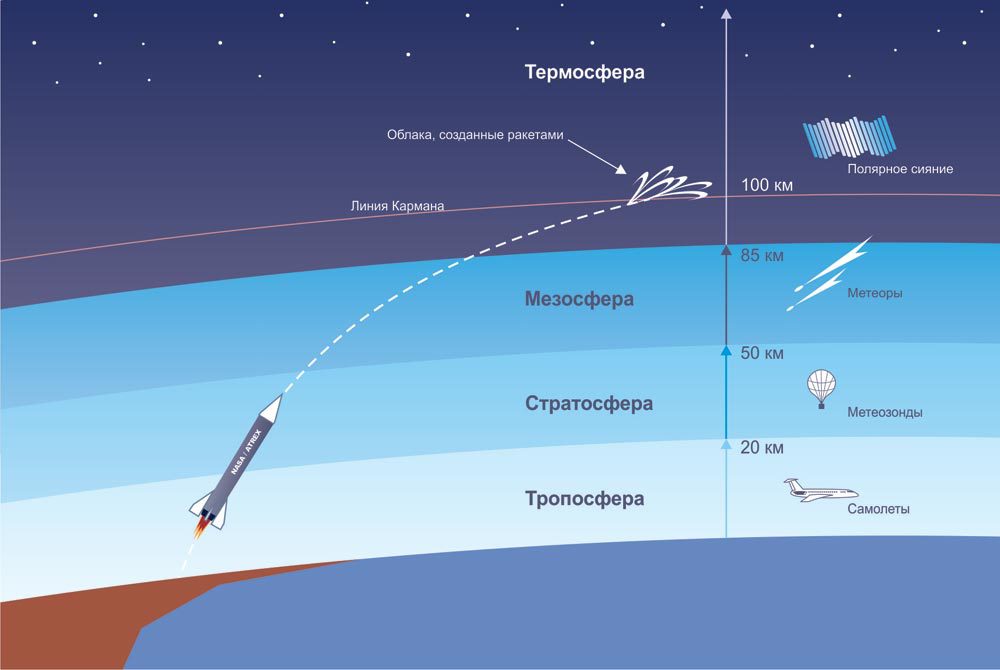 Термосфера
Облака, созданные ракетами
Полярное сияние
100 км
Линия Кармана
85 км
Мезосфера
Метеоры
50 км
Стратосфера
Метеозонды
20 км
NASA / ATREX
Тропосфера
Самолеты